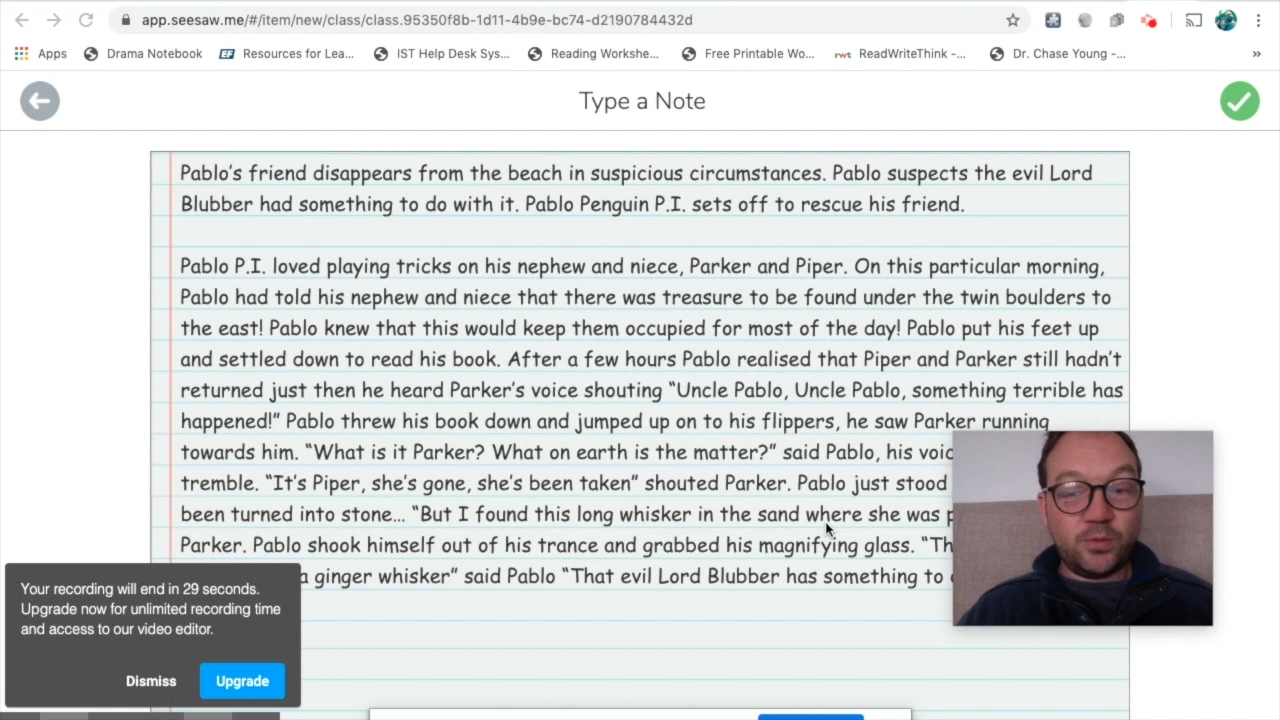 app.seesaw.me/#/item/new/class/class.95350f8b-1d11-4b9e-bc74-d2190784432d
Apps Drama Notebook EF Resources for Lea... IST Help Desk Sys... Reading Workshe... Free Printable Wo... rwt ReadWriteThink -... Dr. Chase Young -... »
Type a Note
Pablo's friend disappears from the beach in suspicious circumstances. Pablo suspects the evil Lord
Blubber had something to do with it. Pablo Penguin P.I. sets off to rescue his friend.
Pablo P.I. loved playing tricks on his nephew and niece, Parker and Piper. On this particular morning,
Pablo had told his nephew and niece that there was treasure to be found under the twin boulders to
the east! Pablo knew that this would keep them occupied for most of the day! Pablo put his feet up
and settled down to read his book. After a few hours Pablo realised that Piper and Parker still hadn't
returned just then he heard Parker's voice shouting "Uncle Pablo, Uncle Pablo, something terrible has
happened!" Pablo threw his book down and jumped up on to his flippers, he saw Parker running
towards him. "What is it Parker? What on earth is the matter?" said Pablo, his
tremble. "It's Piper, she's gone, she's been taken" shouted Parker. Pablo just stood
been turned into stone... "But I found this long whisker in the sand where she was
Parker. Pablo shook himself out of his trance and grabbed his magnifying glass.
a ginger whisker" said Pablo "That evil Lord Blubber has something to
Your recording will end in 29 seconds.
Upgrade now for unlimited recording time
and access to our video editor.
Dismiss Upgrade